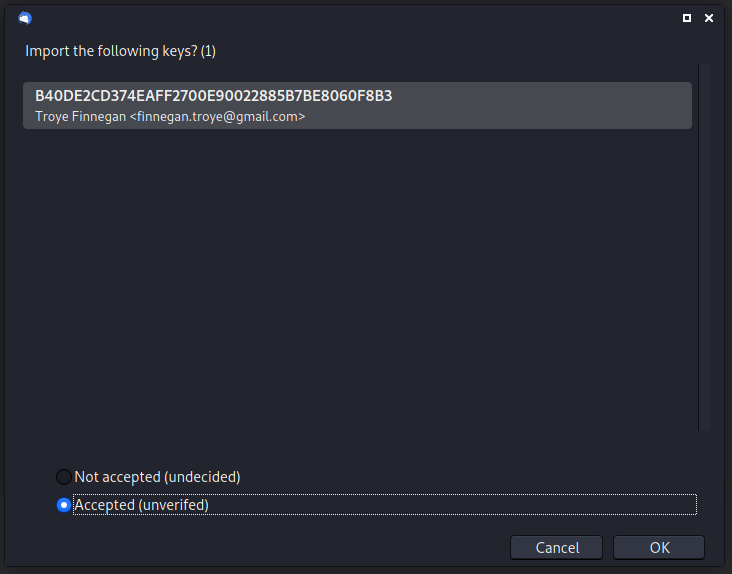 Import the following keys? (1)
B40DE2CD374EAFF2700E90022885B7BE8060F8B3
Troye Finnegan <finnegan.troye@gmail.com>
Not accepted (undecided)
Accepted (unverifed)
Cancel
OK